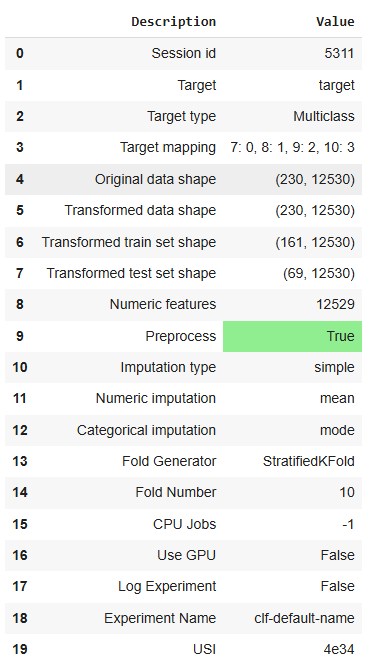 Description Value
0 Session id 5311
1 Target target
2 Target type Multiclass
3 Target mapping 7: 0, 8: 1, 9: 2, 10: 3
4 Original data shape (230, 12530)
5 Transformed data shape (230, 12530)
6 Transformed train set shape (161, 12530)
7 Transformed test set shape (69, 12530)
8 Numeric features 12529
9 Preprocess True
10 Imputation type simple
11 Numeric imputation mean
12 Categorical imputation mode
13 Fold Generator StratifiedKFold
14 Fold Number 10
15 CPU Jobs -1
16 Use GPU False
17 Log Experiment False
18 Experiment Name clf-default-name
19 USI 4e34